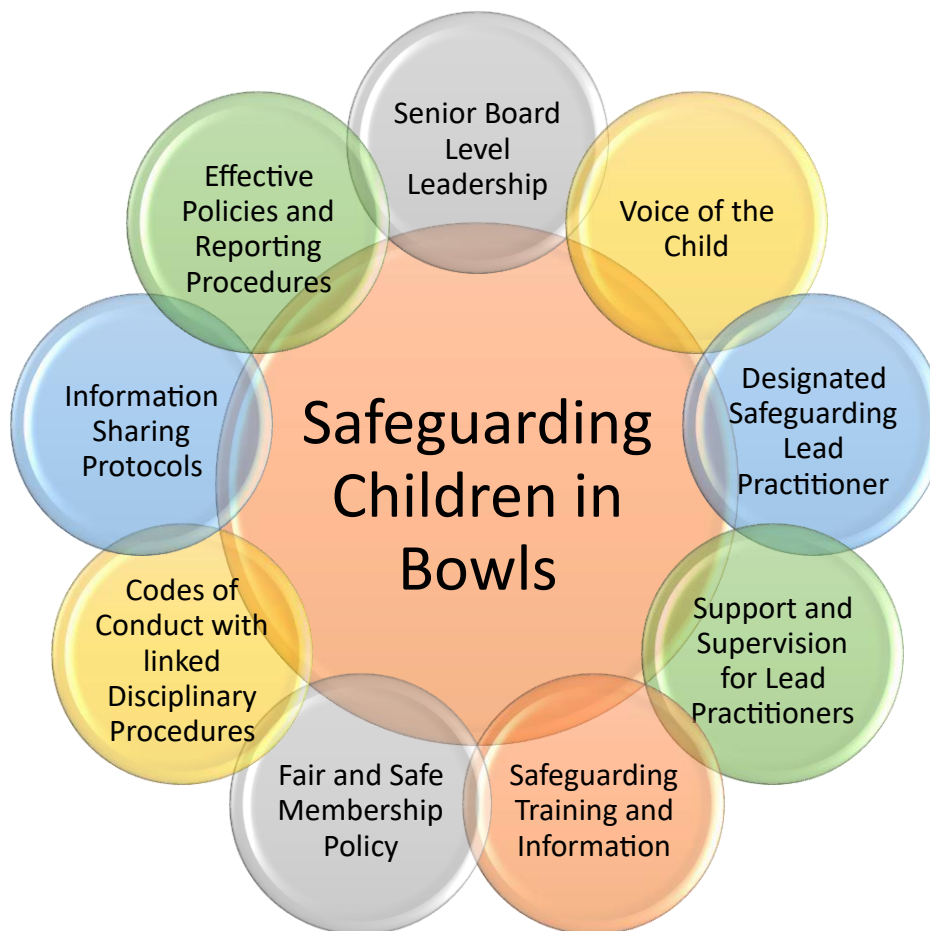 Senior Board
Level
Leadership
Voice of the
Child
Designated
Safeguarding
Lead
Practitioner
Support and
Supervision
for Lead
Practitioners
Safeguarding
Training and
Information
Fair and Safe
Membership
Policy
Codes of
Conduct with
linked
Disciplinary
Procedures
Information
Sharing
Protocols
Effective
Policies and
Reporting
Procedures
Safeguarding
Children in
Bowls